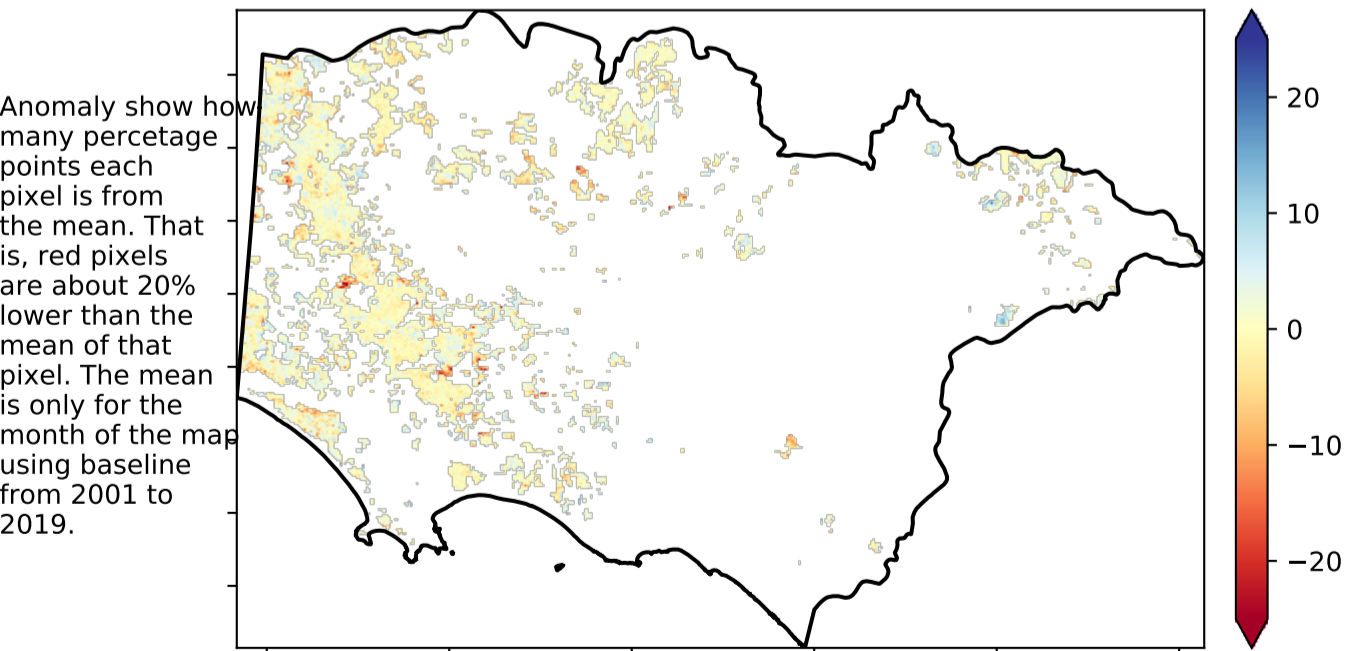 Anomaly show how
many percetage
points each
pixel is from
the mean. That
is, red pixels
are about 20%
lower than the
mean of that
pixel. The mean
is only for the
month of the map
using baseline
from 2001 to
2019.
20
10
0
−10
−20